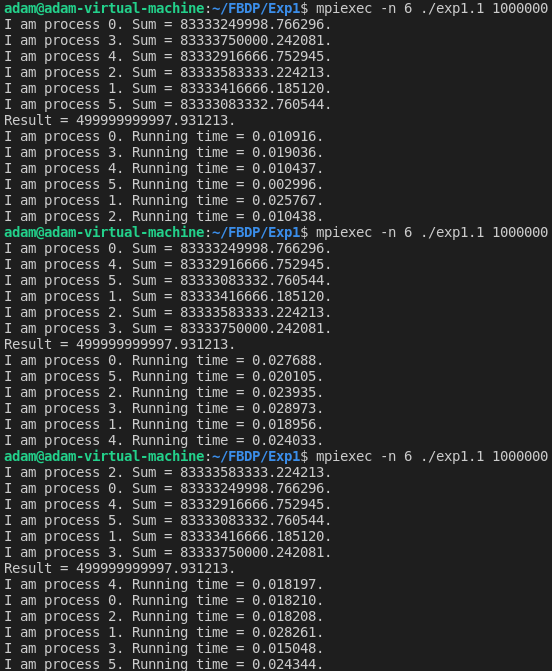 adam@adam-virtual-machine:~/FBDP/Exp1$ mpiexec -n 6 ./exp1.1 1000000
I am process 0. Sum = 83333249998.766296.
I am process 3. Sum = 83333750000.242081.
I am process 4. Sum = 83332916666.752945.
I am process 2. Sum = 83333583333.224213.
I am process 1. Sum = 83333416666.185120.
I am process 5. Sum = 83333083332.760544.
Result = 499999999997.931213.
I am process 0. Running time = 0.010916.
I am process 3. Running time = 0.019036.
I am process 4. Running time = 0.010437.
I am process 5. Running time = 0.002996.
I am process 1. Running time = 0.025767.
I am process 2. Running time = 0.010438.
adam@adam-virtual-machine:~/FBDP/Exp1$ mpiexec -n 6 ./exp1.1 1000000
I am process 0. Sum = 83333249998.766296.
I am process 4. Sum = 83332916666.752945.
I am process 5. Sum = 83333083332.760544.
I am process 1. Sum = 83333416666.185120.
I am process 2. Sum = 83333583333.224213.
I am process 3. Sum = 83333750000.242081.
Result = 499999999997.931213.
I am process 0. Running time = 0.027688.
I am process 5. Running time = 0.020105.
I am process 2. Running time = 0.023935.
I am process 3. Running time = 0.028973.
I am process 1. Running time = 0.018956.
I am process 4. Running time = 0.024033.
adam@adam-virtual-machine:~/FBDP/Exp1$ mpiexec -n 6 ./exp1.1 1000000
I am process 2. Sum = 83333583333.224213.
I am process 0. Sum = 83333249998.766296.
I am process 4. Sum = 83332916666.752945.
I am process 5. Sum = 83333083332.760544.
I am process 1. Sum = 83333416666.185120.
I am process 3. Sum = 83333750000.242081.
Result = 499999999997.931213.
I am process 4. Running time = 0.018197.
I am process 0. Running time = 0.018210.
I am process 2. Running time = 0.018208.
I am process 1. Running time = 0.028261.
I am process 3. Running time = 0.015048.
I am process 5. Running time = 0.024344.